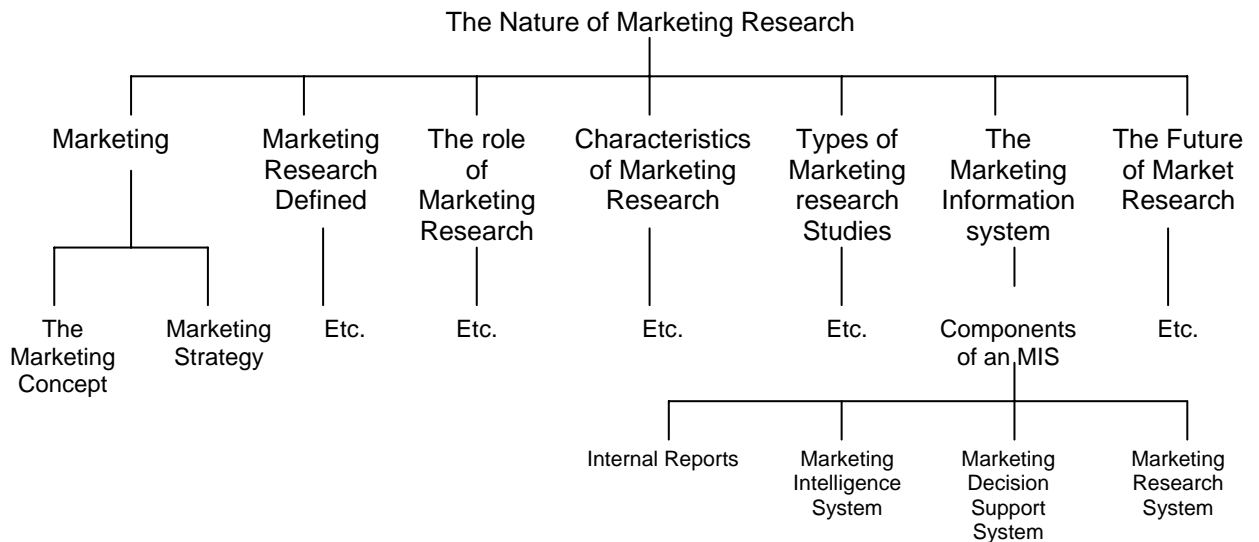 The Nature of Marketing Research
Marketing
Marketing
Research
Defined
The role
of
Marketing
Research
Characteristics
of Marketing
Research
Types of
Marketing
research
Studies
The
Marketing
Information
system
The Future
of Market
Research
The
Marketing
Concept
Marketing
Strategy
Etc.
Etc.
Etc.
Etc.
Components
of an MIS
Etc.
Internal Reports
Marketing
Intelligence
System
Marketing
Decision
Support
System
Marketing
Research
System